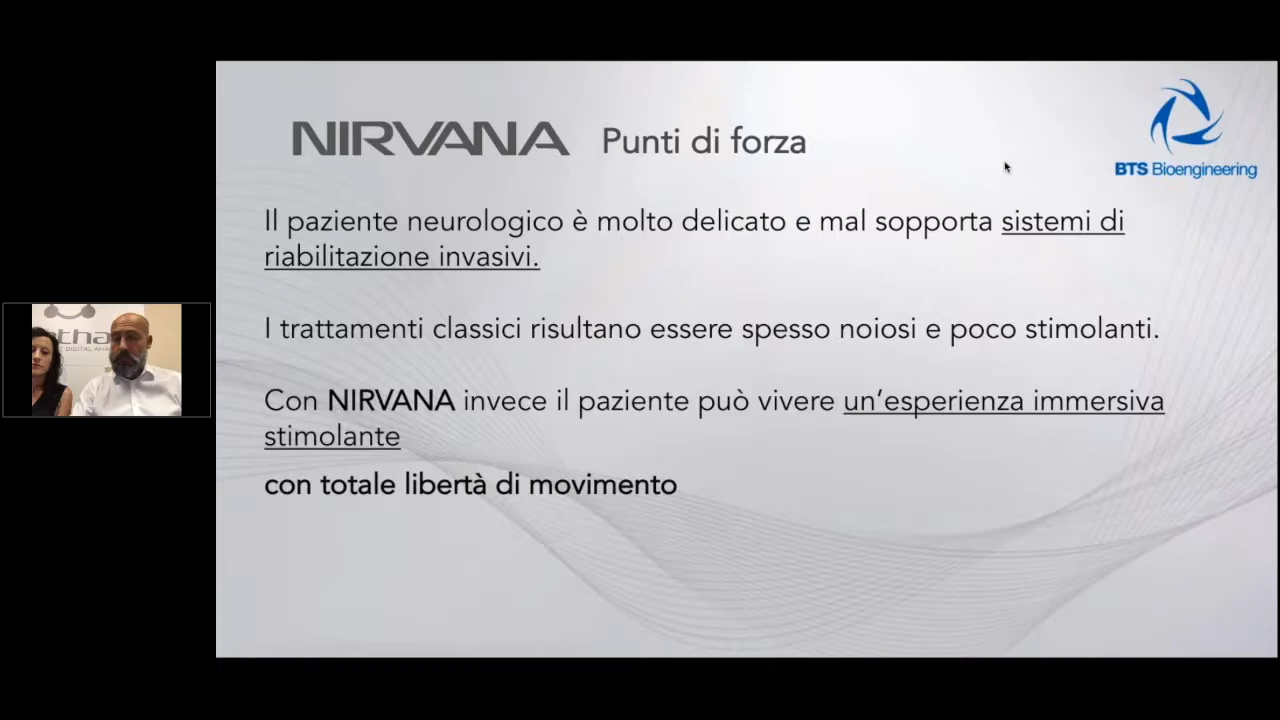 NIRVANA Punti di forza
BTS Bioengineering
Il paziente neurologico è molto delicato e mal sopporta sistemi di
riabilitazione invasivi.
I trattamenti classici risultano essere spesso noiosi e poco stimolanti.
Con NIRVANA invece il paziente può vivere un’esperienza immersiva
stimolante
con totale libertà di movimento